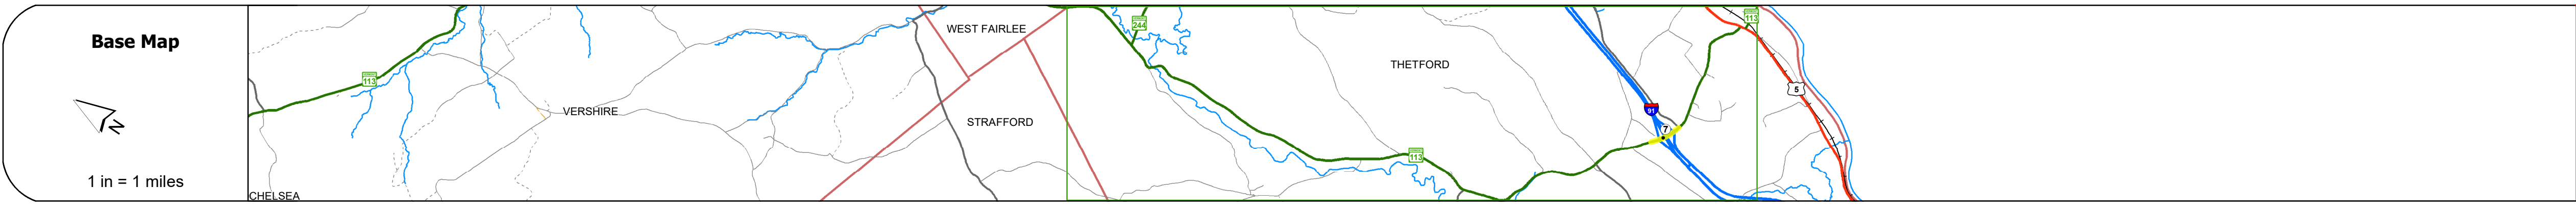 Base Map
N
1 in = 1 miles
CHELSEA
113
VERSHIRE
WEST FAIRLEE
STRAFFORD
244
113
THETFORD
91
7
113
5